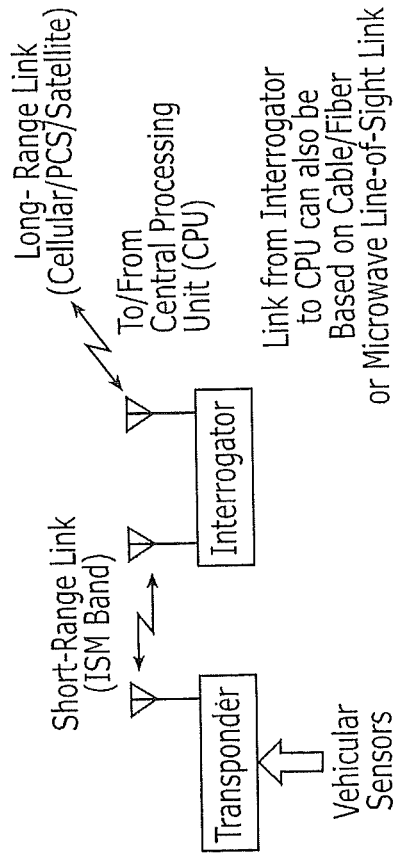 Short-Range Link
(ISM Band)
Long- Range Link
(Cellular/PCS/Satellite)
To/From
Central Processing
Unit (CPU)
Transponder
Interrogator
Vehicular
Sensors
Link from Interrogator
to CPU can also be
Based on Cable/Fiber
or Microwave Line-of-Sight Link